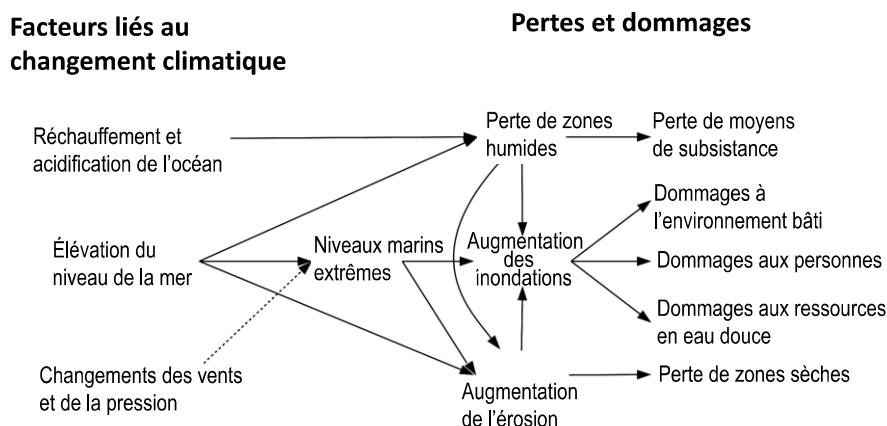 Facteurs liés au
changement climatique
Pertes et dommages
Réchauffement et
acidification de l'océan
Perte de zones
humides
Perte de moyens
de subsistance
Dommages à
l'environnement bâti
Élévation du
niveau de la mer
Niveaux marins
extrêmes
Augmentation
des
inondations
Dommages aux personnes
Dommages aux ressources
en eau douce
Changements des vents
et de la pression
Augmentation
de l'érosion
Perte de zones sèches